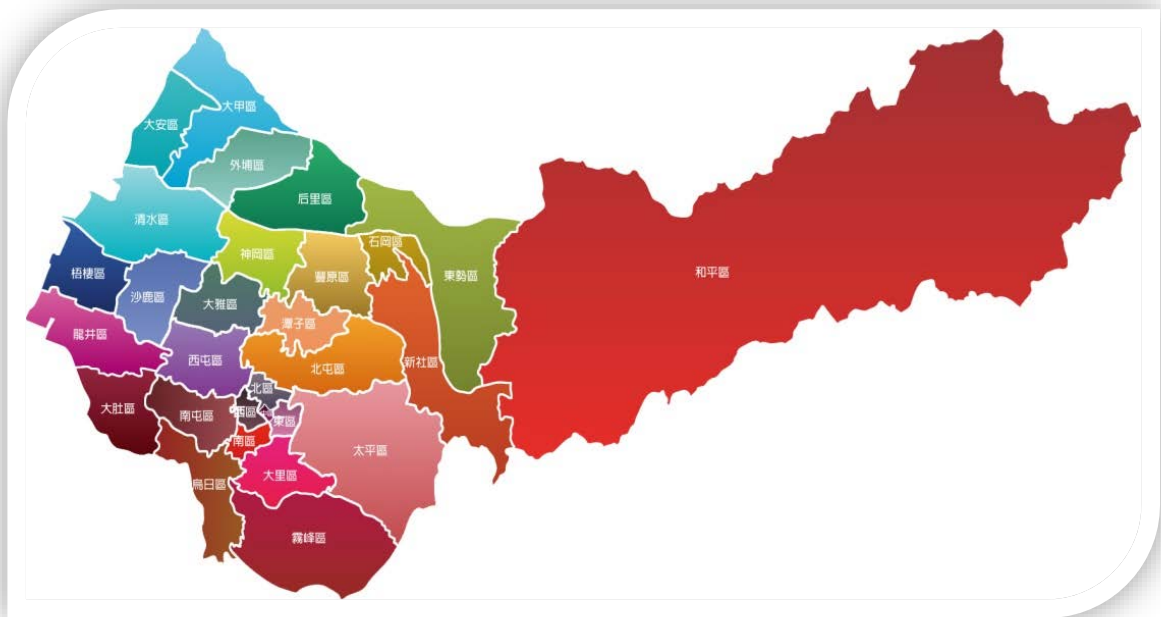 大甲區
大安區
外埔區
后里區
清水區
石岡區
神岡區
梧棲區
豐原區
東勢區
和平區
沙鹿區
大雅區
潭子區
龍井區
西屯區
北屯區
新社區
北區
大肚區
南屯區
西區
東區
南區
太平區
大里區
烏日區
霧峰區